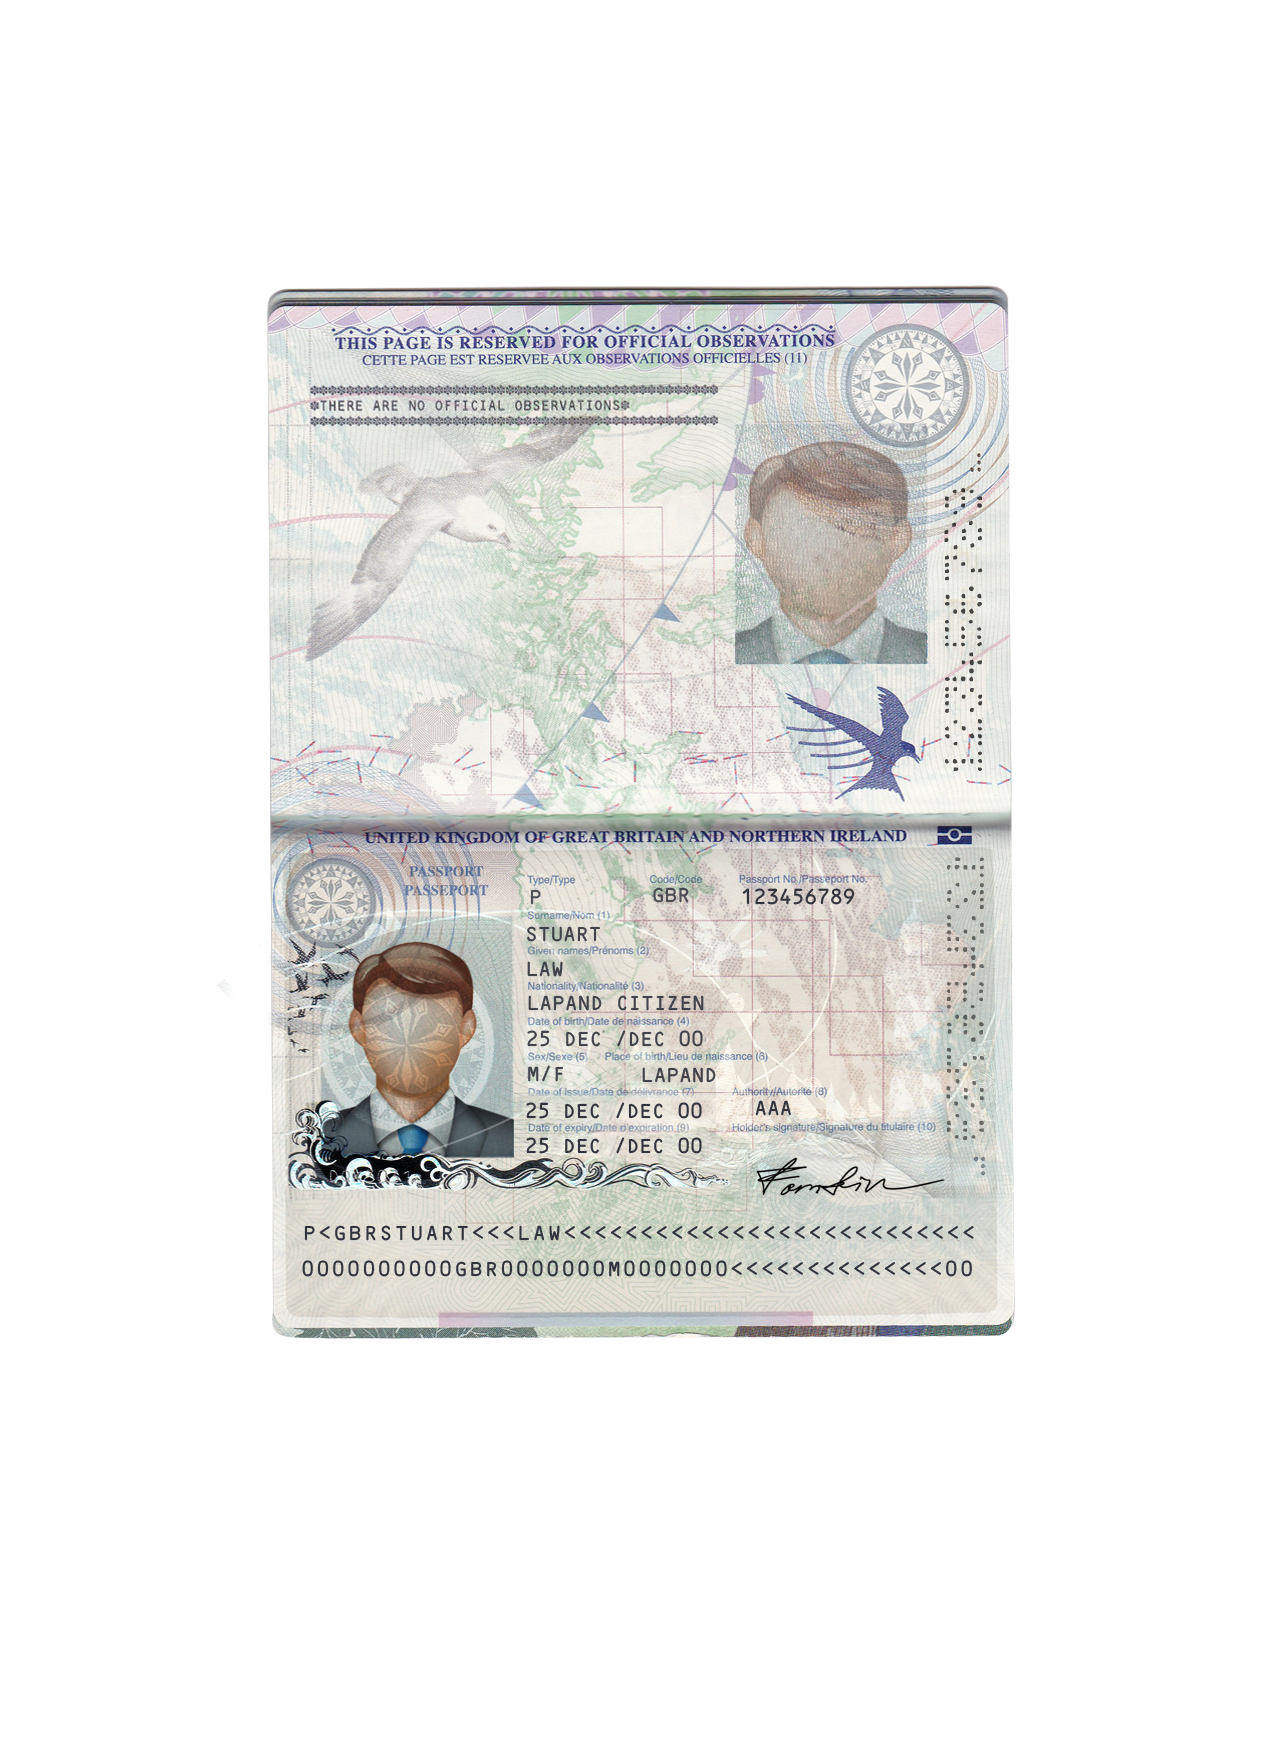 THIS PAGE IS RESERVED FOR OFFICIAL OBSERVATIONS
CETTE PAGE EST RESERVEE AUX OBSERVATIONS OFFICIELLES (11)
*THERE ARE NO OFFICIAL OBSERVATIONS*
UNITED KINGDOM OF GREAT BRITAIN AND NORTHERN IRELAND
PASSPORT
PASSEPORT
Type/Type Code/Code Passport No./Passeport No.
P GBR 123456789
Surname/Nom (1)
STUART
Given names/Prénoms (2)
LAW
Nationality/Nationalité (3)
LAPAND CITIZEN
Date of birth/Date de naissance (4)
25 DEC /DEC 00
Sex/Sexe (5) Place of birth/Lieu de naissance (6)
M/F LAPAND
Date of issue/Date de délivrance (7) Authority/Autorité (8)
25 DEC /DEC 00 AAA
Date of expiry/Date d'expiration (9) Holder's signature/Signature du titulaire (10)
25 DEC /DEC 00
P<GBRSTUART<<<LAW<<<<<<<<<<<<<<<<<<<<<<<<<<<
0000000000GBR0000000M0000000<<<<<<<<<<<<<<00